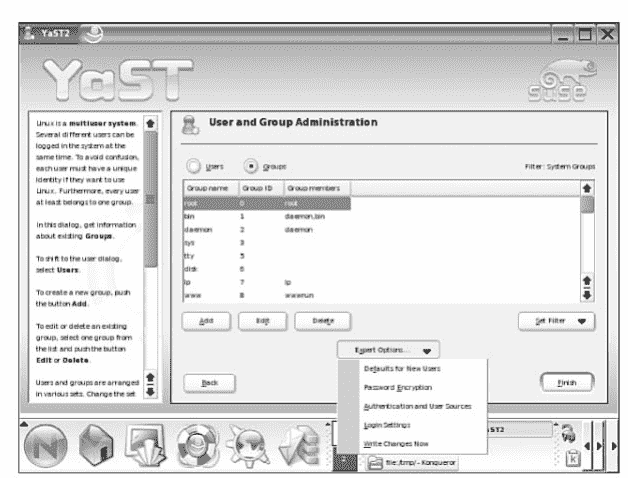 YaST2
YaST
suse
Linux is a multiuser system.
Several different users can be
logged in the system at the
same time. To avoid confusion,
each user must have a unique
identity if they want to use
Linux. Furthermore, every user
at least belongs to one group.
In this dialog, get information
about existing Groups.
To shift to the user dialog,
select Users.
To create a new group, push
the button Add.
To edit or delete an existing
group, select one group from
the list and push the button
Edit or Delete.
Users and groups are arranged
in various sets. Change the set
User and Group Administration
Users Groups Filter: System Groups
Group name Group ID Group members
root 0 root
bin 1 daemon,bin
daemon 2 daemon
sys 3
tty 5
disk 6
lp 7 lp
www 8 wwwrun
Add Edit Delete Set Filter
Expert Options...
Defaults for New Users
Password Encryption
Authentication and User Sources
Login Settings
Write Changes Now
Back Finish
N
file:/tmp/ - Konqueror